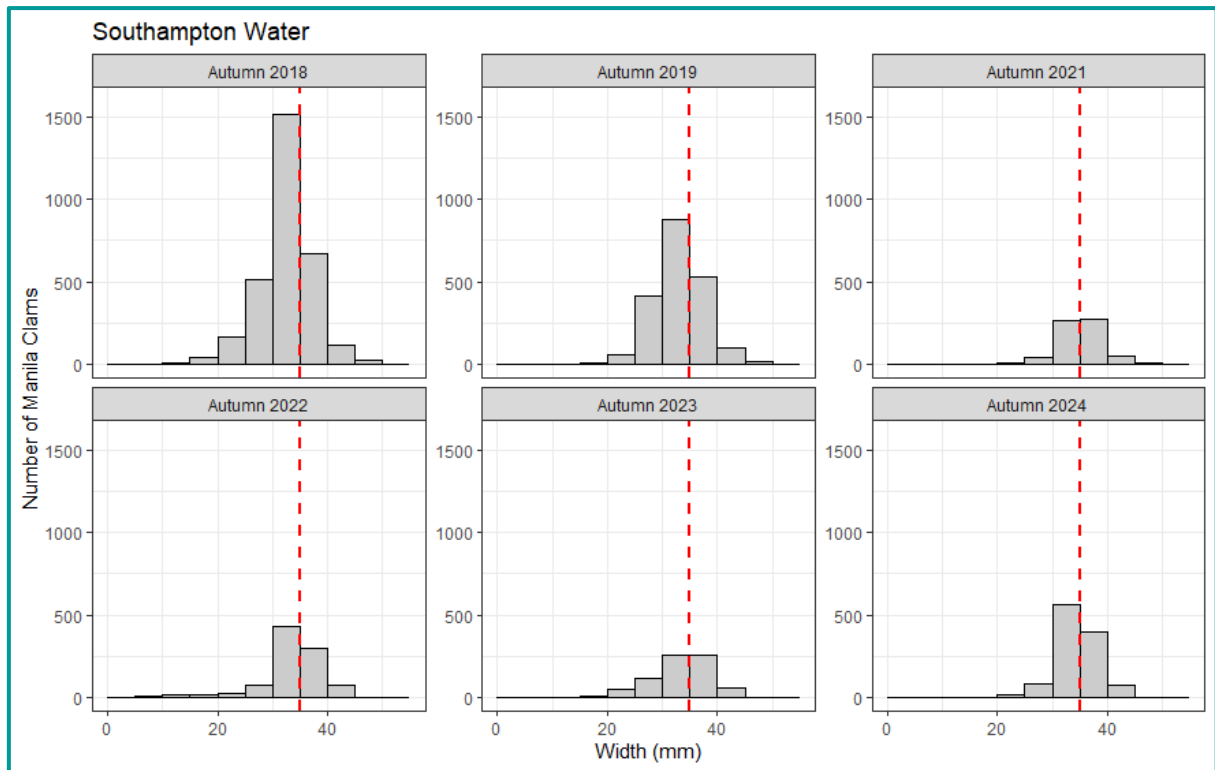 Southampton Water
Autumn 2018 Autumn 2019 Autumn 2021
1500 1500 1500
1000 1000 1000
500 500 500
0 0 0
Number of Manila Clams
Autumn 2022 Autumn 2023 Autumn 2024
1500 1500 1500
1000 1000 1000
500 500 500
0 0 0
0 20 40 0 20 40 0 20 40
Width (mm)